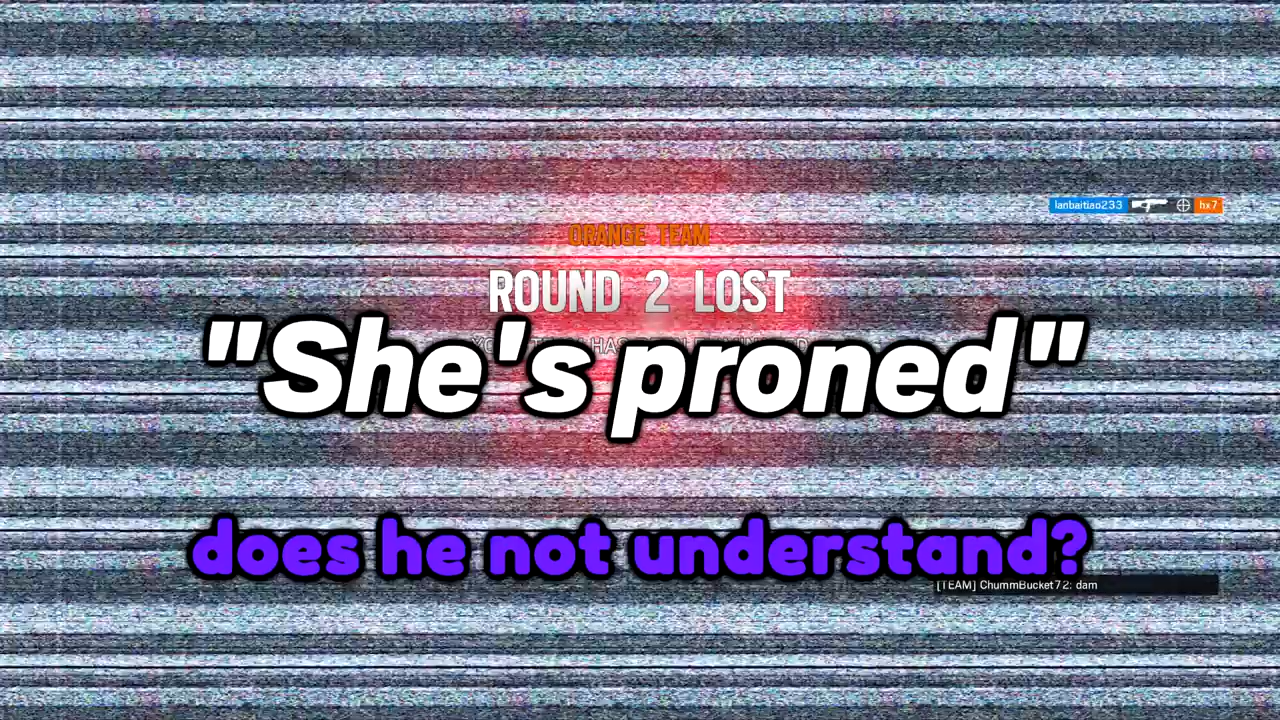 lanbaitiao233 hx7
ORANGE TEAM
ROUND 2 LOST
"She's proned"
does he not understand?
[TEAM] ChummBucket72: dam